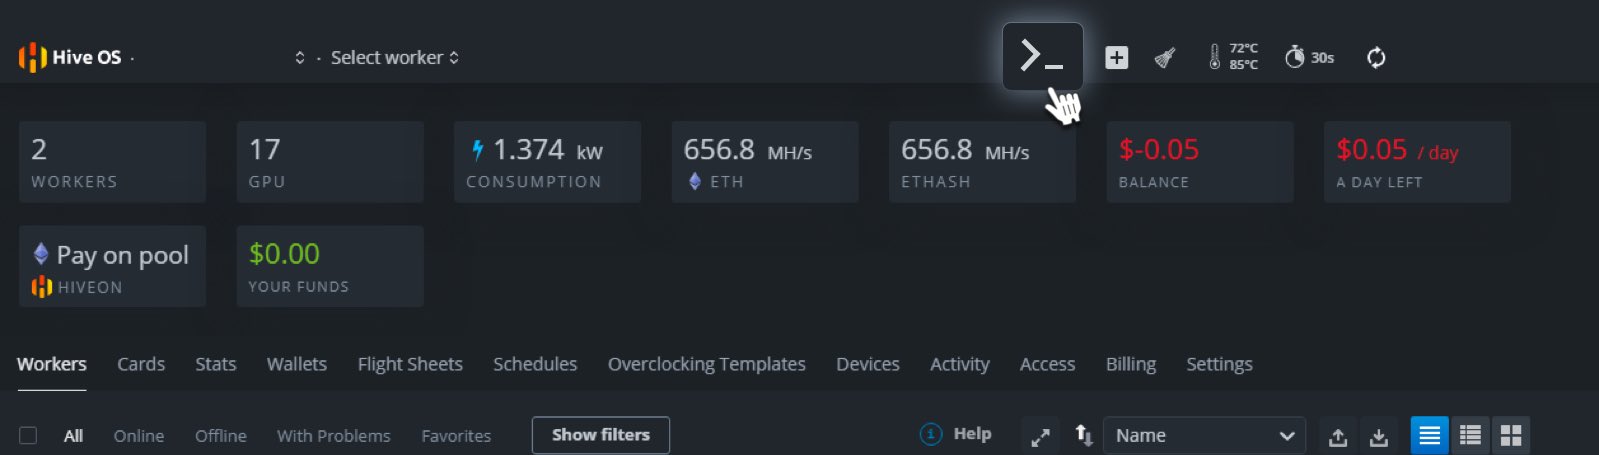 Hive OS · · Select worker
72°C
85°C
30s
2
WORKERS
17
GPU
1.374 kW
CONSUMPTION
656.8 MH/s
ETH
656.8 MH/s
ETHASH
$-0.05
BALANCE
$0.05 / day
A DAY LEFT
Pay on pool
HIVEON
$0.00
YOUR FUNDS
Workers Cards Stats Wallets Flight Sheets Schedules Overclocking Templates Devices Activity Access Billing Settings
All Online Offline With Problems Favorites Show filters i Help Name